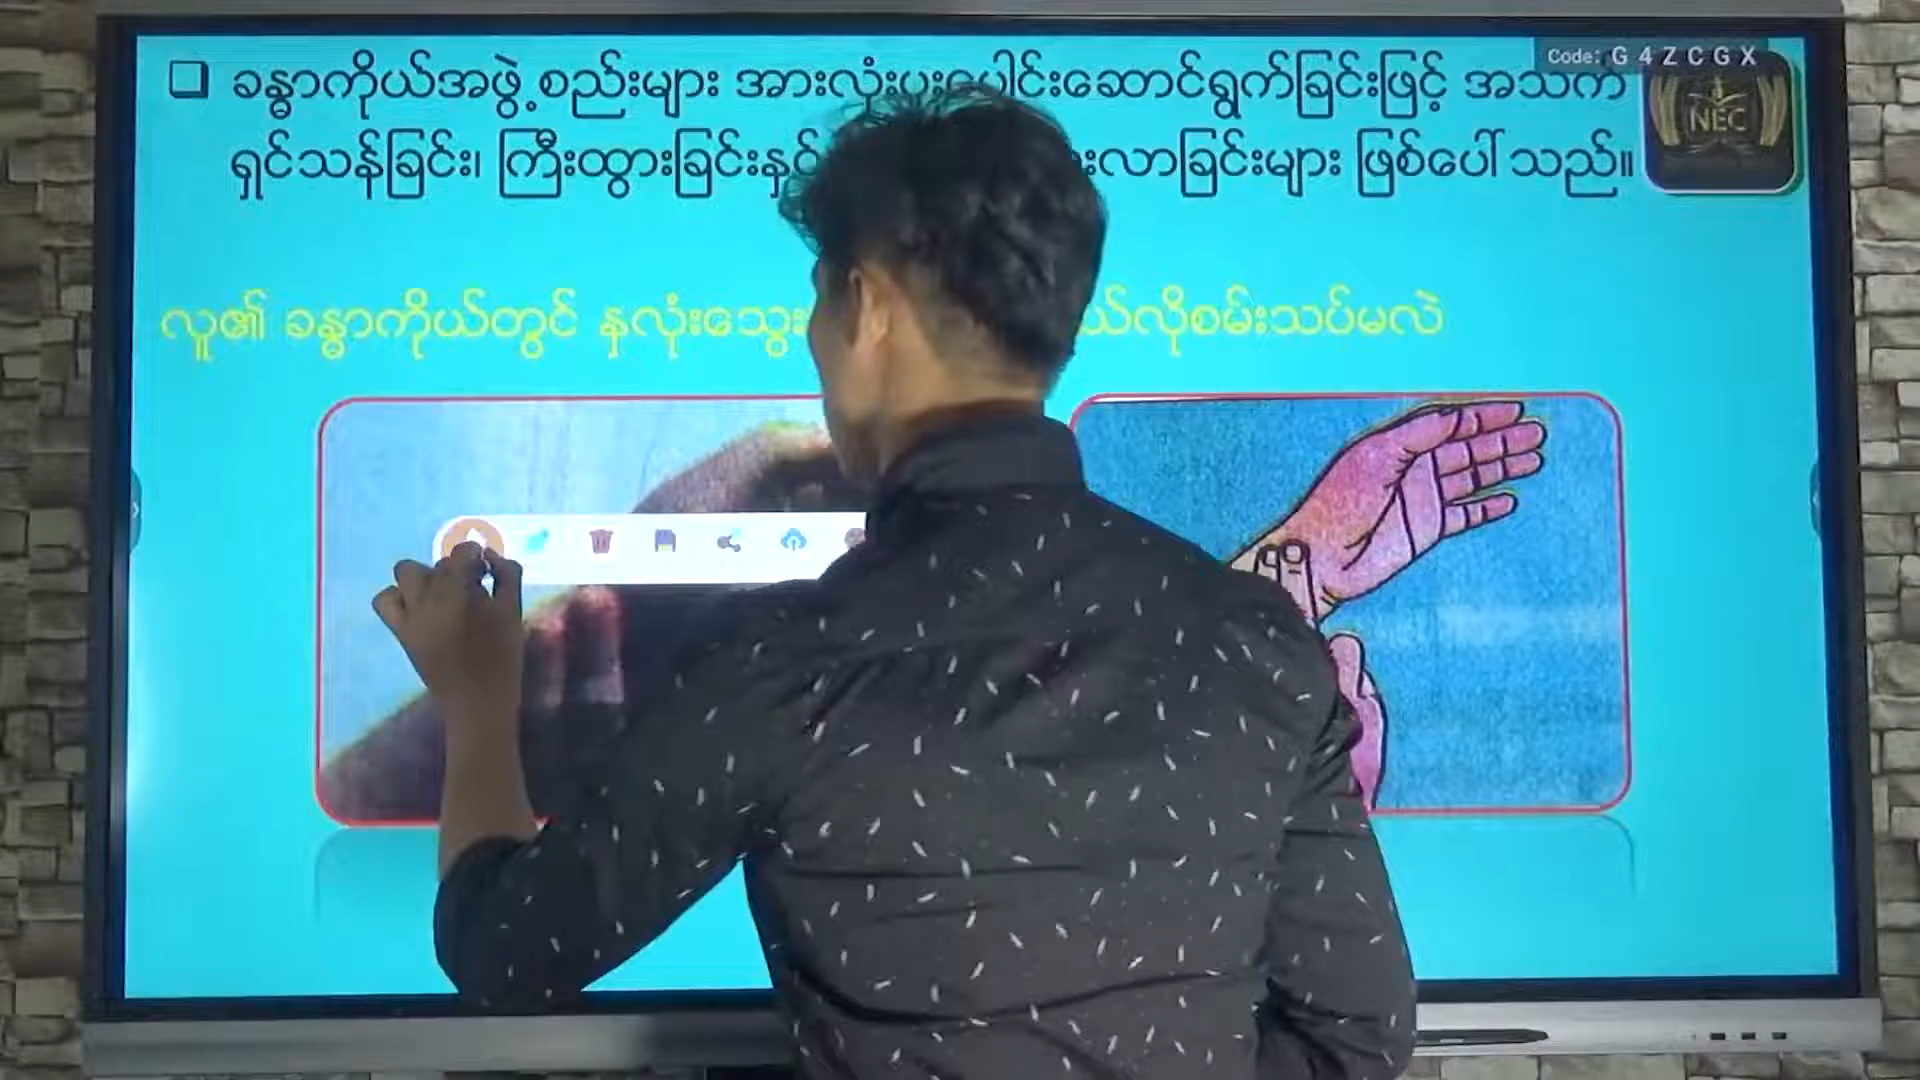 Code: G4ZCGX
ခန္ဓာကိုယ်အဖွဲ့စည်းများ အားလုံးပူးပေါင်းဆောင်ရွက်ခြင်းဖြင့် အသက်
NEC
ရှင်သန်ခြင်း၊ ကြီးထွားခြင်းနှင့် လာခြင်းများ ဖြစ်ပေါ်သည်။
လူ၏ ခန္ဓာကိုယ်တွင် နှလုံးသွေး ယ်လိုစမ်းသပ်မလဲ